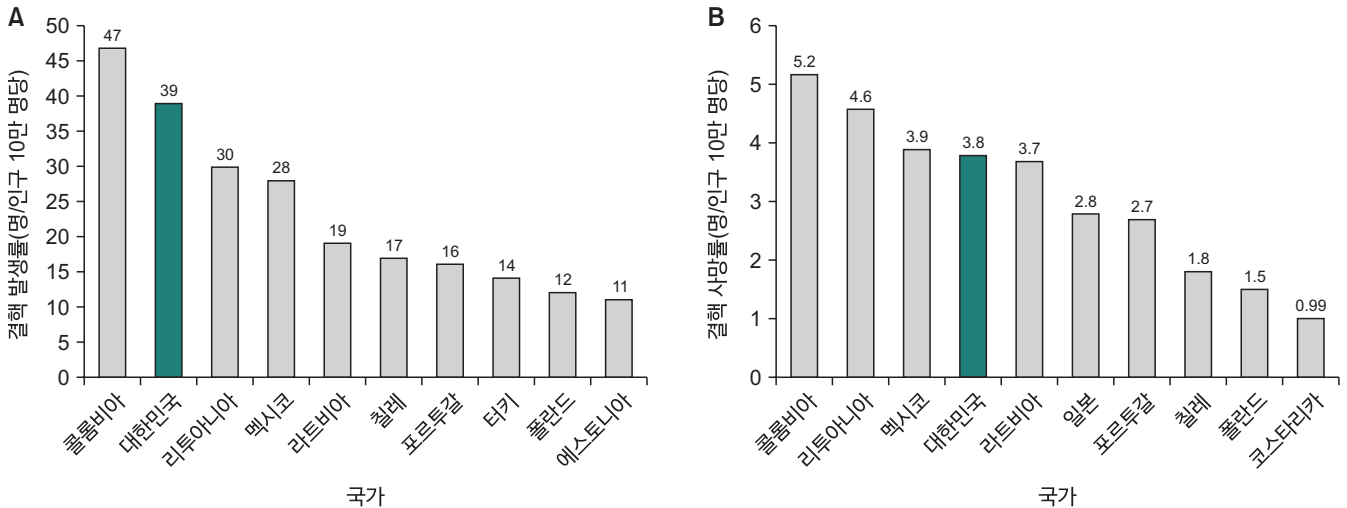 A
결핵 발생률(명/인구 10만 명당)
50
45
40
35
30
25
20
15
10
5
0
47
39
30
28
19
17
16
14
12
11
콜롬비아
대한민국
리투아니아
멕시코
라트비아
칠레
포르투갈
터키
폴란드
에스토니아
국가
B
결핵 사망률(명/인구 10만 명당)
6
5
4
3
2
1
0
5.2
4.6
3.9
3.8
3.7
2.8
2.7
1.8
1.5
0.99
콜롬비아
리투아니아
멕시코
대한민국
라트비아
일본
포르투갈
칠레
폴란드
코스타리카
국가